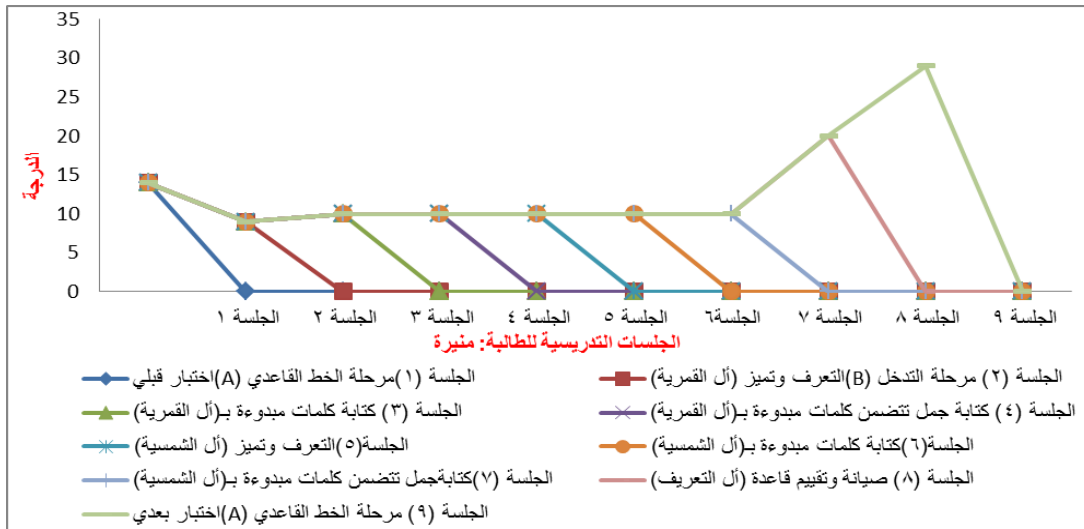 35
30
25
20
15
10
5
0
الدرجة
الجلسة ١ الجلسة ٢ الجلسة ٣ الجلسة ٤ الجلسة ٥ الجلسة٦ الجلسة ٧ الجلسة ٨ الجلسة ٩
الجلسات التدريسية للطالبة: منيرة
الجلسة (١)مرحلة الخط القاعدي (A)اختبار قبلي
الجلسة (٢) مرحلة التدخل (B)التعرف وتميز (أل القمرية)
الجلسة (٣) كتابة كلمات مبدوءة بـ(أل القمرية)
الجلسة (٤) كتابة جمل تتضمن كلمات مبدوءة بـ(أل القمرية)
الجلسة(٥)التعرف وتميز (أل الشمسية)
الجلسة(٦)كتابة كلمات مبدوءة بـ(أل الشمسية)
الجلسة (٧)كتابةجمل تتضمن كلمات مبدوءة بـ(أل الشمسية)
الجلسة (٨) صيانة وتقييم قاعدة (أل التعريف)
الجلسة (٩) مرحلة الخط القاعدي (A)اختبار بعدي